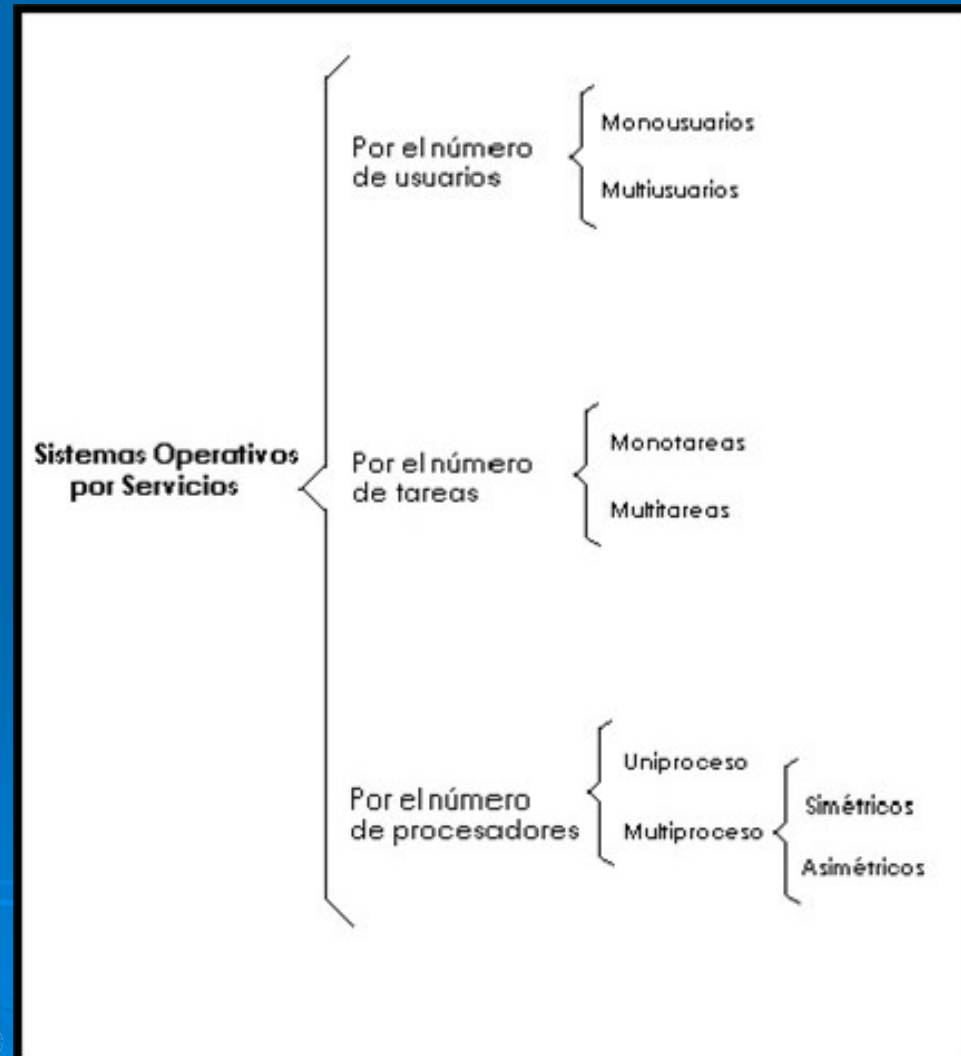 Sistemas Operativos
por Servicios
Por el número
de usuarios
Monousuarios
Multiusuarios
Por el número
de tareas
Monotareas
Multitareas
Por el número
de procesadores
Uniproceso
Multiproceso
Simétricos
Asimétricos